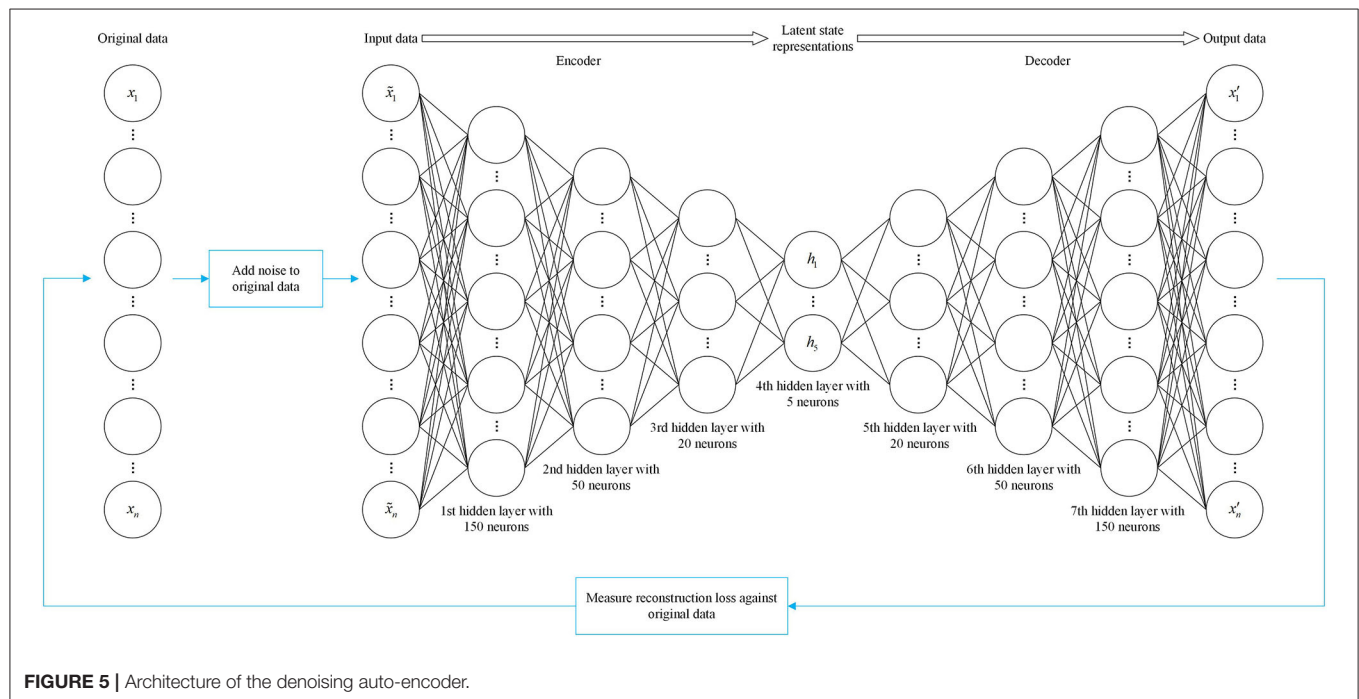 Original data
Input data
Latent state
representations
Output data
Encoder
Decoder
x₁
x̃₁
x′₁
⋮
Add noise to
original data
h₁
⋮
h₅
4th hidden layer with
5 neurons
3rd hidden layer with
20 neurons
5th hidden layer with
20 neurons
2nd hidden layer with
50 neurons
6th hidden layer with
50 neurons
xₙ
x̃ₙ
1st hidden layer with
150 neurons
7th hidden layer with
150 neurons
x′ₙ
Measure reconstruction loss against
original data
FIGURE 5 | Architecture of the denoising auto-encoder.